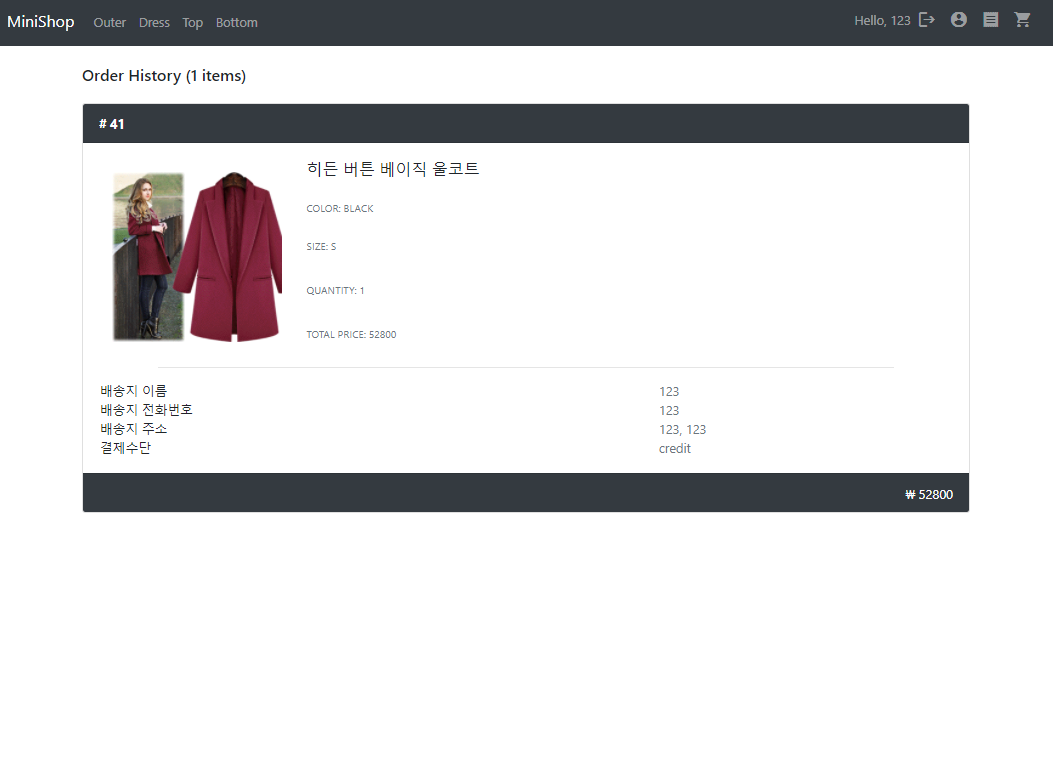 MiniShop Outer Dress Top Bottom Hello, 123
Order History (1 items)
# 41
히든 버튼 베이직 울코트
COLOR: BLACK
SIZE: S
QUANTITY: 1
TOTAL PRICE: 52800
배송지 이름 123
배송지 전화번호 123
배송지 주소 123, 123
결제수단 credit
₩ 52800